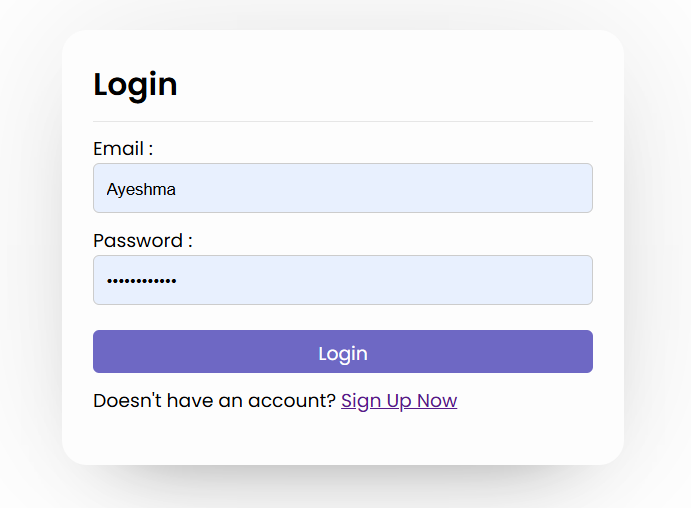 Login
Email :
Ayeshma
Password :
••••••••••••
Login
Doesn't have an account? Sign Up Now